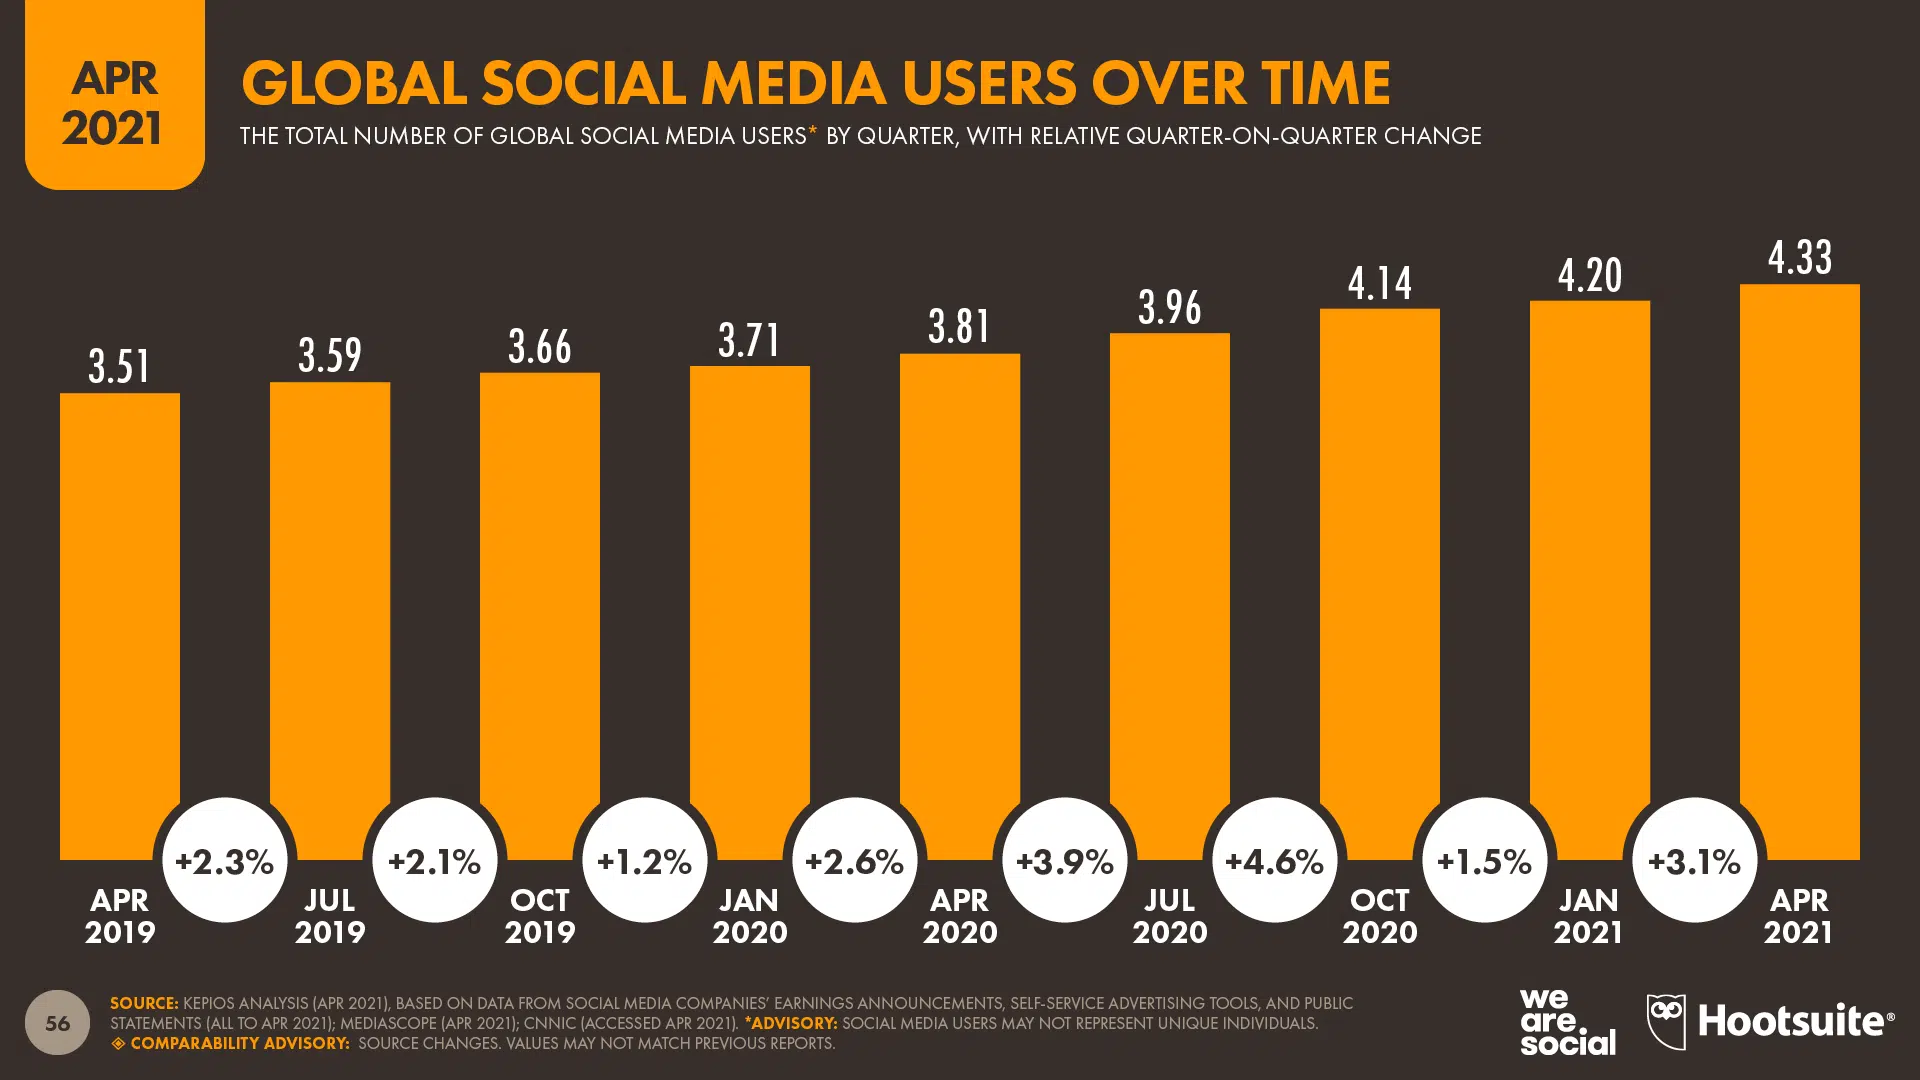 APR
2021
GLOBAL SOCIAL MEDIA USERS OVER TIME
THE TOTAL NUMBER OF GLOBAL SOCIAL MEDIA USERS* BY QUARTER, WITH RELATIVE QUARTER-ON-QUARTER CHANGE
3.51
3.59
3.66
3.71
3.81
3.96
4.14
4.20
4.33
+2.3%
+2.1%
+1.2%
+2.6%
+3.9%
+4.6%
+1.5%
+3.1%
APR
2019
JUL
2019
OCT
2019
JAN
2020
APR
2020
JUL
2020
OCT
2020
JAN
2021
APR
2021
56
SOURCE: KEPIOS ANALYSIS (APR 2021), BASED ON DATA FROM SOCIAL MEDIA COMPANIES' EARNINGS ANNOUNCEMENTS, SELF-SERVICE ADVERTISING TOOLS, AND PUBLIC
STATEMENTS (ALL TO APR 2021); MEDIASCOPE (APR 2021); CNNIC (ACCESSED APR 2021). *ADVISORY: SOCIAL MEDIA USERS MAY NOT REPRESENT UNIQUE INDIVIDUALS.
COMPARABILITY ADVISORY: SOURCE CHANGES. VALUES MAY NOT MATCH PREVIOUS REPORTS.
we
are
social
Hootsuite®